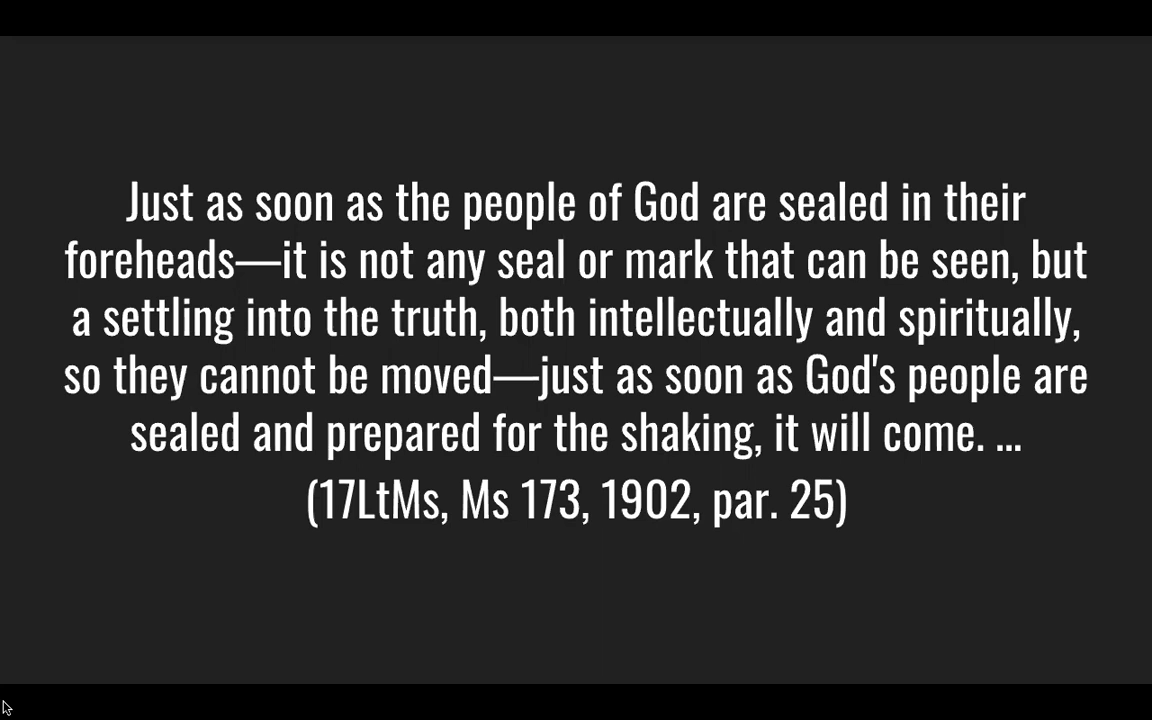 Just as soon as the people of God are sealed in their
foreheads—it is not any seal or mark that can be seen, but
a settling into the truth, both intellectually and spiritually,
so they cannot be moved—just as soon as God's people are
sealed and prepared for the shaking, it will come. ...
(17LtMs, Ms 173, 1902, par. 25)